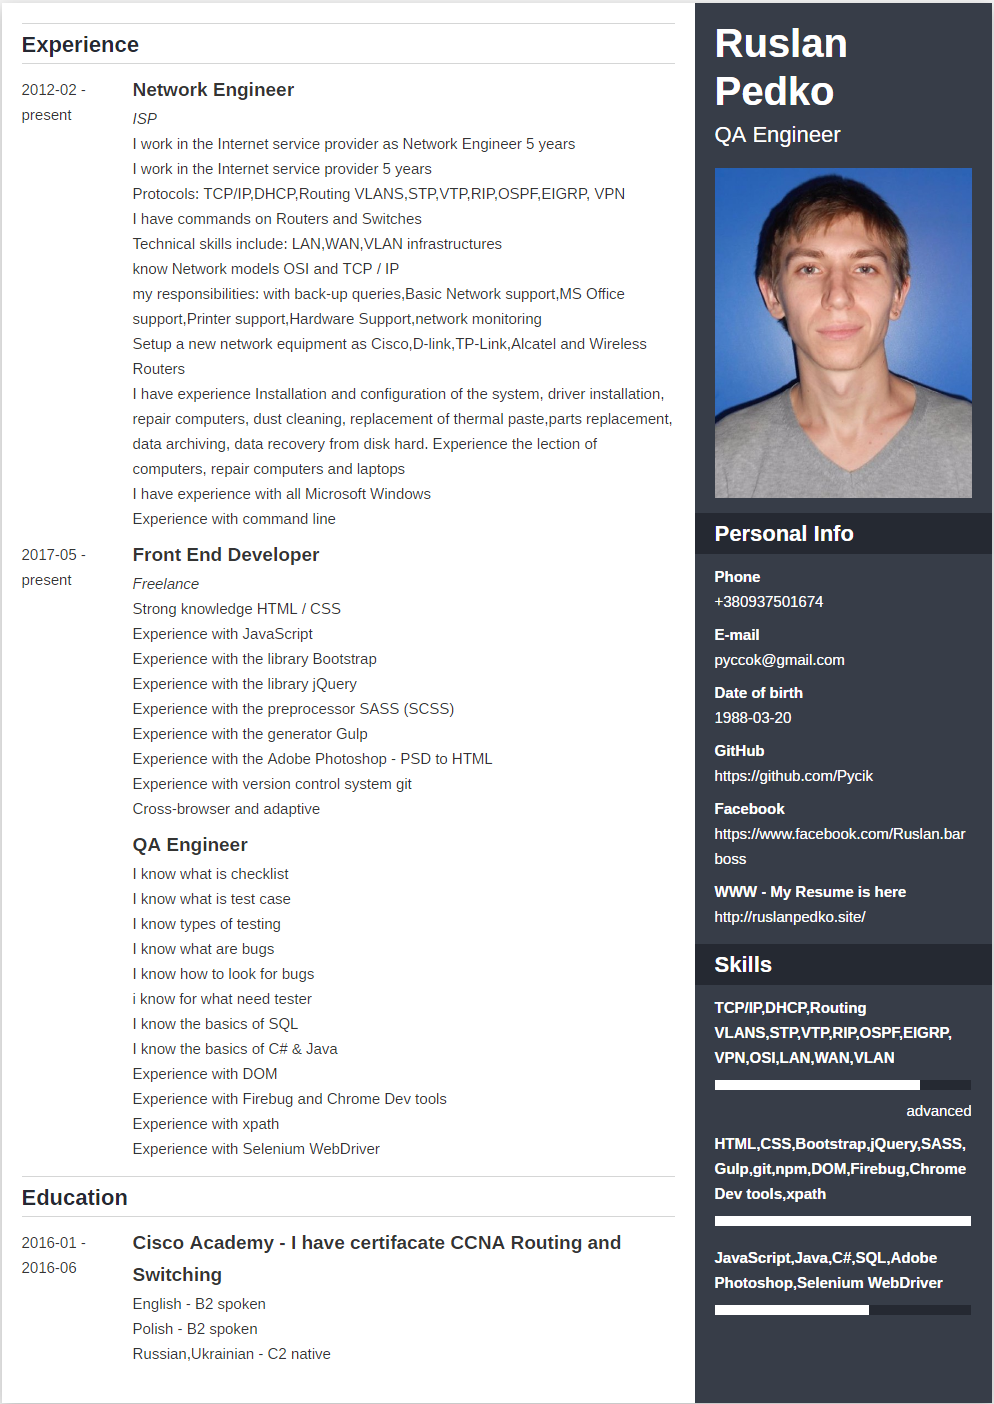 Experience
2012-02 -
present
Network Engineer
ISP
I work in the Internet service provider as Network Engineer 5 years
I work in the Internet service provider 5 years
Protocols: TCP/IP,DHCP,Routing VLANS,STP,VTP,RIP,OSPF,EIGRP, VPN
I have commands on Routers and Switches
Technical skills include: LAN,WAN,VLAN infrastructures
know Network models OSI and TCP / IP
my responsibilities: with back-up queries,Basic Network support,MS Office
support,Printer support,Hardware Support,network monitoring
Setup a new network equipment as Cisco,D-link,TP-Link,Alcatel and Wireless
Routers
I have experience Installation and configuration of the system, driver installation,
repair computers, dust cleaning, replacement of thermal paste,parts replacement,
data archiving, data recovery from disk hard. Experience the lection of
computers, repair computers and laptops
I have experience with all Microsoft Windows
Experience with command line
2017-05 -
present
Front End Developer
Freelance
Strong knowledge HTML / CSS
Experience with JavaScript
Experience with the library Bootstrap
Experience with the library jQuery
Experience with the preprocessor SASS (SCSS)
Experience with the generator Gulp
Experience with the Adobe Photoshop - PSD to HTML
Experience with version control system git
Cross-browser and adaptive
QA Engineer
I know what is checklist
I know what is test case
I know types of testing
I know what are bugs
I know how to look for bugs
i know for what need tester
I know the basics of SQL
I know the basics of C# & Java
Experience with DOM
Experience with Firebug and Chrome Dev tools
Experience with xpath
Experience with Selenium WebDriver
Education
2016-01 -
2016-06
Cisco Academy - I have certifacate CCNA Routing and
Switching
English - B2 spoken
Polish - B2 spoken
Russian,Ukrainian - C2 native
Ruslan
Pedko
QA Engineer
Personal Info
Phone
+380937501674
E-mail
pyccok@gmail.com
Date of birth
1988-03-20
GitHub
https://github.com/Pycik
Facebook
https://www.facebook.com/Ruslan.bar
boss
WWW - My Resume is here
http://ruslanpedko.site/
Skills
TCP/IP,DHCP,Routing
VLANS,STP,VTP,RIP,OSPF,EIGRP,
VPN,OSI,LAN,WAN,VLAN
advanced
HTML,CSS,Bootstrap,jQuery,SASS,
Gulp,git,npm,DOM,Firebug,Chrome
Dev tools,xpath
JavaScript,Java,C#,SQL,Adobe
Photoshop,Selenium WebDriver